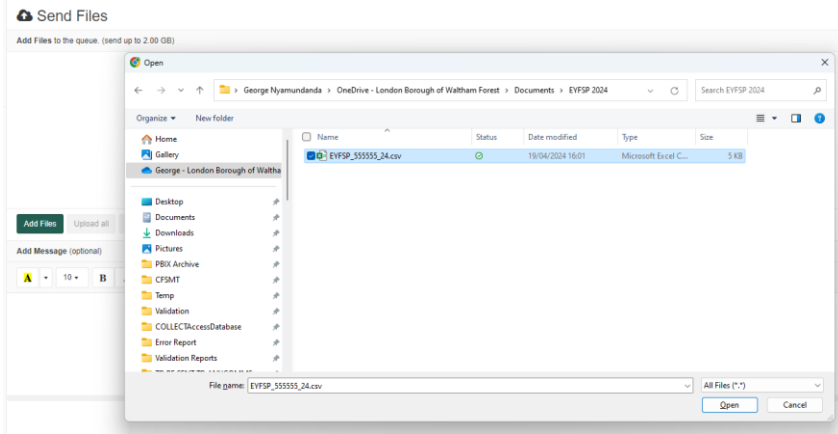 Send Files
Add Files to the queue. (send up to 2.00 GB)
Open
George Nyamundanda > OneDrive - London Borough of Waltham Forest > Documents > EYFSP 2024
Search EYFSP 2024
Organize New folder
Name Status Date modified Type Size
EYFSP_555555_24.csv 19/04/2024 16:01 Microsoft Excel C... 5 KB
Home
Gallery
George - London Borough of Waltha
Desktop
Documents
Downloads
Pictures
PBIX Archive
CFSMT
Temp
Validation
COLLECTAccessDatabase
Error Report
Validation Reports
Add Files Upload all
Add Message (optional)
A 10 B
File name: EYFSP_555555_24.csv All Files (*.*)
Open Cancel